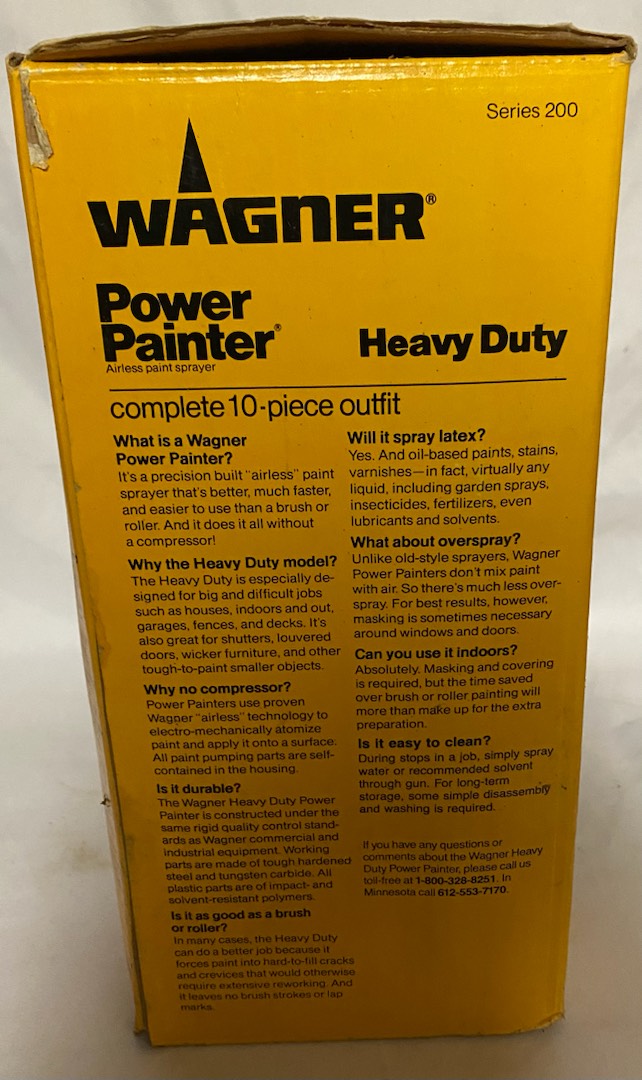 Series 200
WAGNER®
Power
Painter®
Airless paint sprayer
Heavy Duty
complete 10-piece outfit
What is a Wagner
Power Painter?
It's a precision built "airless" paint
sprayer that's better, much faster,
and easier to use than a brush or
roller. And it does it all without
a compressor!
Why the Heavy Duty model?
The Heavy Duty is especially de-
signed for big and difficult jobs
such as houses, indoors and out,
garages, fences, and decks. It's
also great for shutters, louvered
doors, wicker furniture, and other
tough-to-paint smaller objects.
Why no compressor?
Power Painters use proven
Wagner "airless" technology to
electro-mechanically atomize
paint and apply it onto a surface.
All paint pumping parts are self-
contained in the housing.
Is it durable?
The Wagner Heavy Duty Power
Painter is constructed under the
same rigid quality control stand-
ards as Wagner commercial and
industrial equipment. Working
parts are made of tough hardened
steel and tungsten carbide. All
plastic parts are of impact- and
solvent-resistant polymers.
Is it as good as a brush
or roller?
In many cases, the Heavy Duty
can do a better job because it
forces paint into hard-to-fill cracks
and crevices that would otherwise
require extensive reworking. And
it leaves no brush strokes or lap
marks.
Will it spray latex?
Yes. And oil-based paints, stains,
varnishes—in fact, virtually any
liquid, including garden sprays,
insecticides, fertilizers, even
lubricants and solvents.
What about overspray?
Unlike old-style sprayers, Wagner
Power Painters don't mix paint
with air. So there's much less over-
spray. For best results, however,
masking is sometimes necessary
around windows and doors.
Can you use it indoors?
Absolutely. Masking and covering
is required, but the time saved
over brush or roller painting will
more than make up for the extra
preparation.
Is it easy to clean?
During stops in a job, simply spray
water or recommended solvent
through gun. For long-term
storage, some simple disassembly
and washing is required.
If you have any questions or
comments about the Wagner Heavy
Duty Power Painter, please call us
toll-free at 1-800-328-8251. In
Minnesota call 612-553-7170.